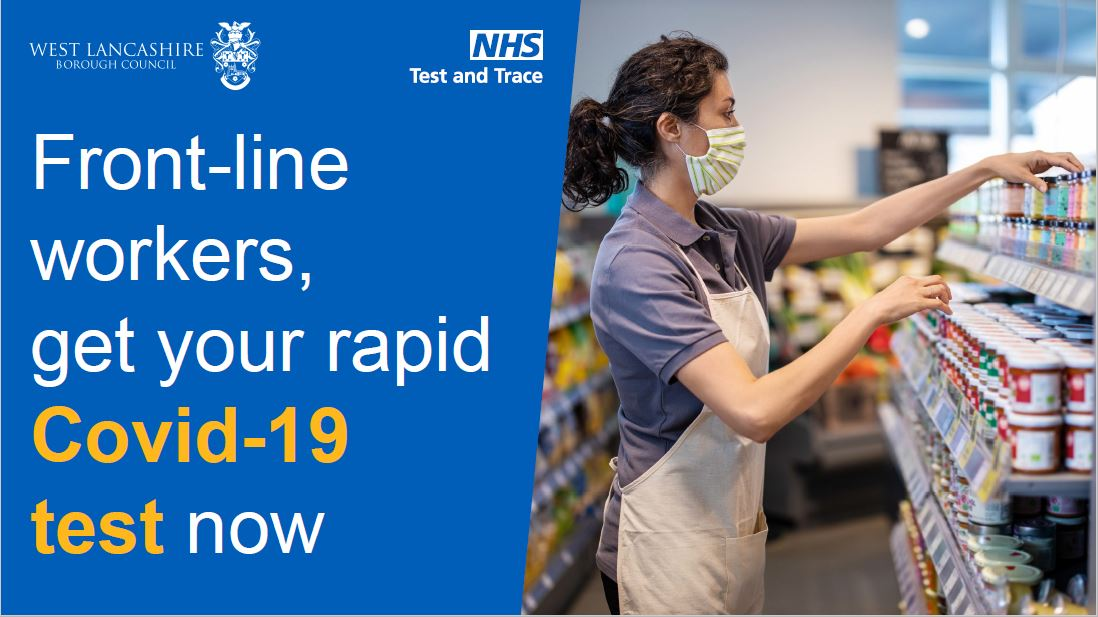 WEST LANCASHIRE
BOROUGH COUNCIL
NHS
Test and Trace
Front-line
workers,
get your rapid
Covid-19
test now